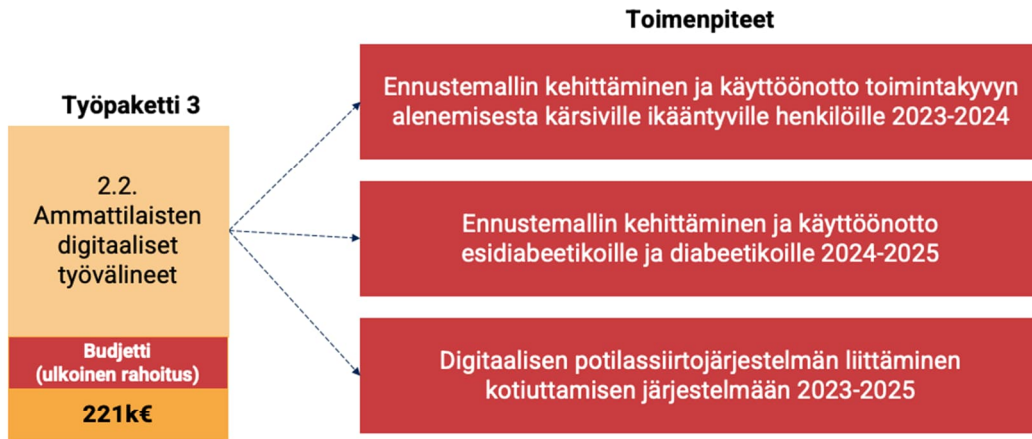 Toimenpiteet
Työpaketti 3
2.2.
Ammattilaisten
digitaaliset
työvälineet
Budjetti
(ulkoinen rahoitus)
221k€
Ennustemallin kehittäminen ja käyttöönotto toimintakyvyn
alenemisesta kärsiville ikääntyville henkilöille 2023-2024
Ennustemallin kehittäminen ja käyttöönotto
esidiabeetikoille ja diabeetikoille 2024-2025
Digitaalisen potilassiirtojärjestelmän liittäminen
kotiuttamisen järjestelmään 2023-2025